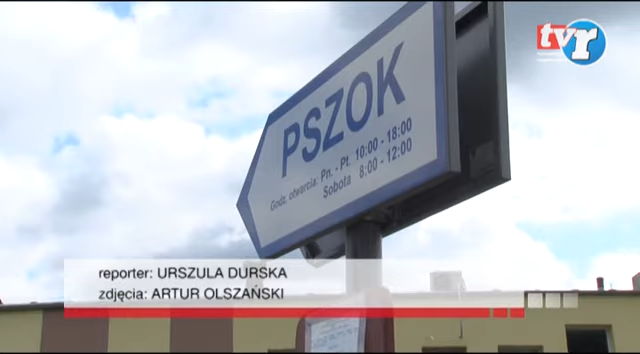 tvr
PSZOK
Godz. otwarcia: Pn. - Pt. 10:00 - 18:00
Sobota 8:00 - 12:00
reporter: URSZULA DURSKA
zdjęcia: ARTUR OLSZAŃSKI